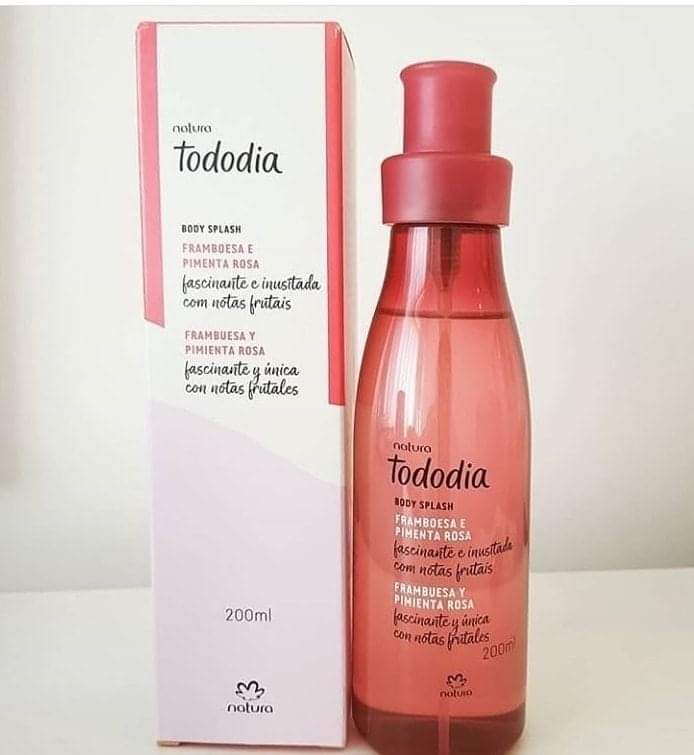 natura
Tododia
BODY SPLASH
FRAMBOESA E
PIMENTA ROSA
fascinante e inusitada
com notas frutais
FRAMBUESA Y
PIMIENTA ROSA
fascinante y única
con notas frutales
200ml
natura
natura
Tododia
BODY SPLASH
FRAMBOESA E
PIMENTA ROSA
fascinante e inusitada
com notas frutais
FRAMBUESA Y
PIMIENTA ROSA
fascinante y única
con notas frutales
200ml
natura